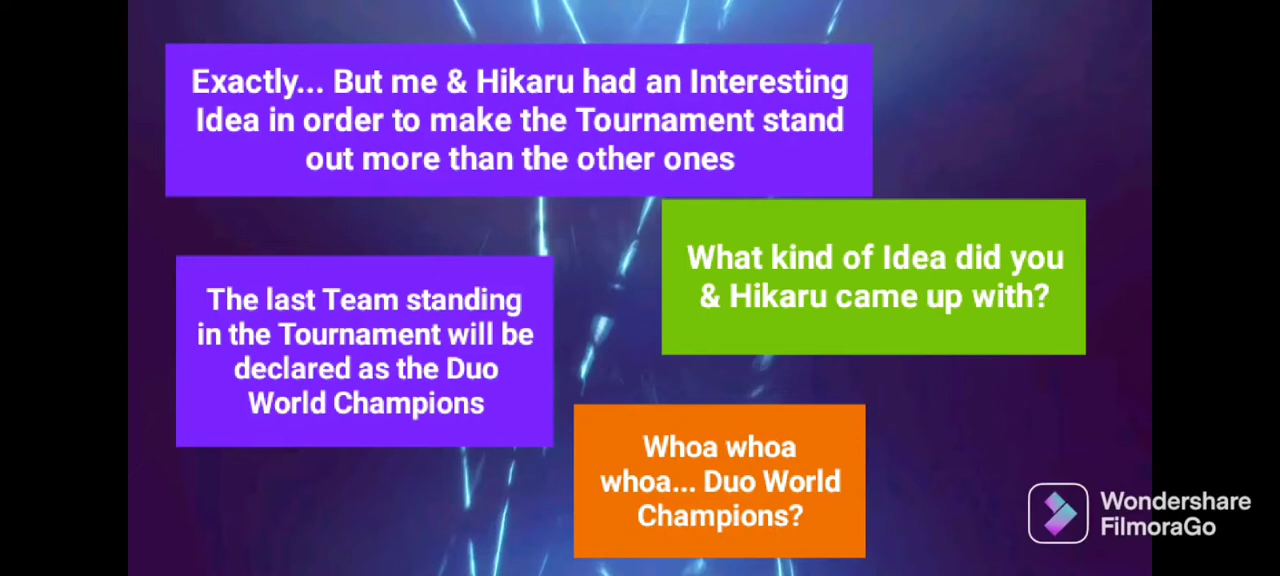 Exactly... But me & Hikaru had an Interesting
Idea in order to make the Tournament stand
out more than the other ones
What kind of Idea did you
& Hikaru came up with?
The last Team standing
in the Tournament will be
declared as the Duo
World Champions
Whoa whoa
whoa... Duo World
Champions?
Wondershare
FilmoraGo